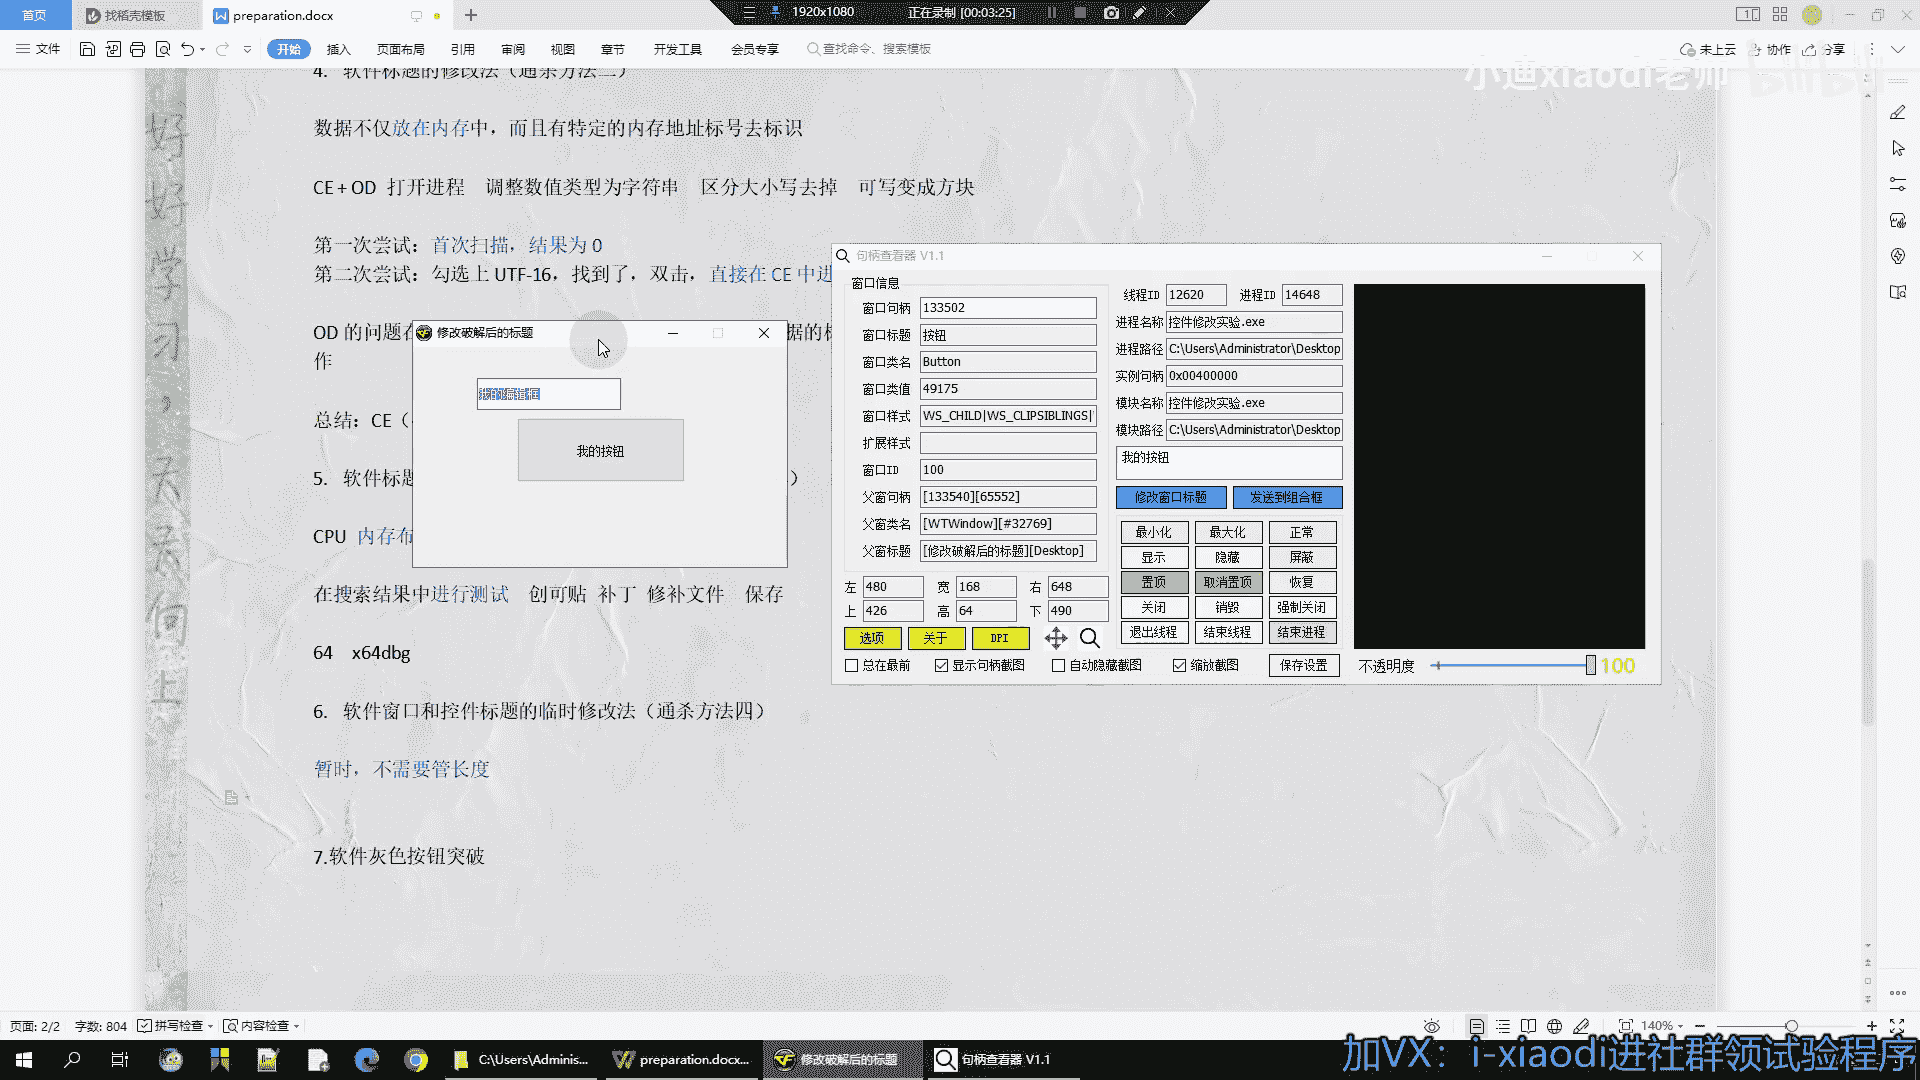 首页
找稻壳模板
preparation.docx
1920x1080
正在录制 [00:03:25]
文件
开始
插入
页面布局
引用
审阅
视图
章节
开发工具
会员专享
查找命令、搜索模板
未上云
协作
分享
小迪xiaodi老师
bilibili
4. 软件标题的修改法（通杀方法二）
数据不仅放在内存中，而且有特定的内存地址标号去标识
CE + OD 打开进程 调整数值类型为字符串 区分大小写去掉 可写变成方块
第一次尝试：首次扫描，结果为 0
第二次尝试：勾选上 UTF-16，找到了，双击，直接在 CE 中进
OD 的问题在
作
总结：CE（
5. 软件标题
CPU 内存布
在搜索结果中进行测试 创可贴 补丁 修补文件 保存
64 x64dbg
6. 软件窗口和控件标题的临时修改法（通杀方法四）
暂时，不需要管长度
7.软件灰色按钮突破
好好学习，天天向上
修改破解后的标题
我的编辑框
我的按钮
句柄查看器 V1.1
窗口信息
窗口句柄 133502
窗口标题 按钮
窗口类名 Button
窗口类值 49175
窗口样式 WS_CHILD|WS_CLIPSIBLINGS|
扩展样式
窗口ID 100
父窗句柄 [133540][65552]
父窗类名 [WTWindow][#32769]
父窗标题 [修改破解后的标题][Desktop]
左 480 宽 168 右 648
上 426 高 64 下 490
选项 关于 DPI
总在最前 显示句柄截图 自动隐藏截图 缩放截图 保存设置
线程ID 12620 进程ID 14648
进程名称 控件修改实验.exe
进程路径 C:\Users\Administrator\Desktop
实例句柄 0x00400000
模块名称 控件修改实验.exe
模块路径 C:\Users\Administrator\Desktop
我的按钮
修改窗口标题 发送到组合框
最小化 最大化 正常
显示 隐藏 屏蔽
置顶 取消置顶 恢复
关闭 销毁 强制关闭
退出线程 结束线程 结束进程
不透明度 100
页面: 2/2 字数: 804 拼写检查 内容检查
140%
C:\Users\Adminis...
preparation.docx...
修改破解后的标题
句柄查看器 V1.1
加VX：i-xiaodi进社群领试验程序